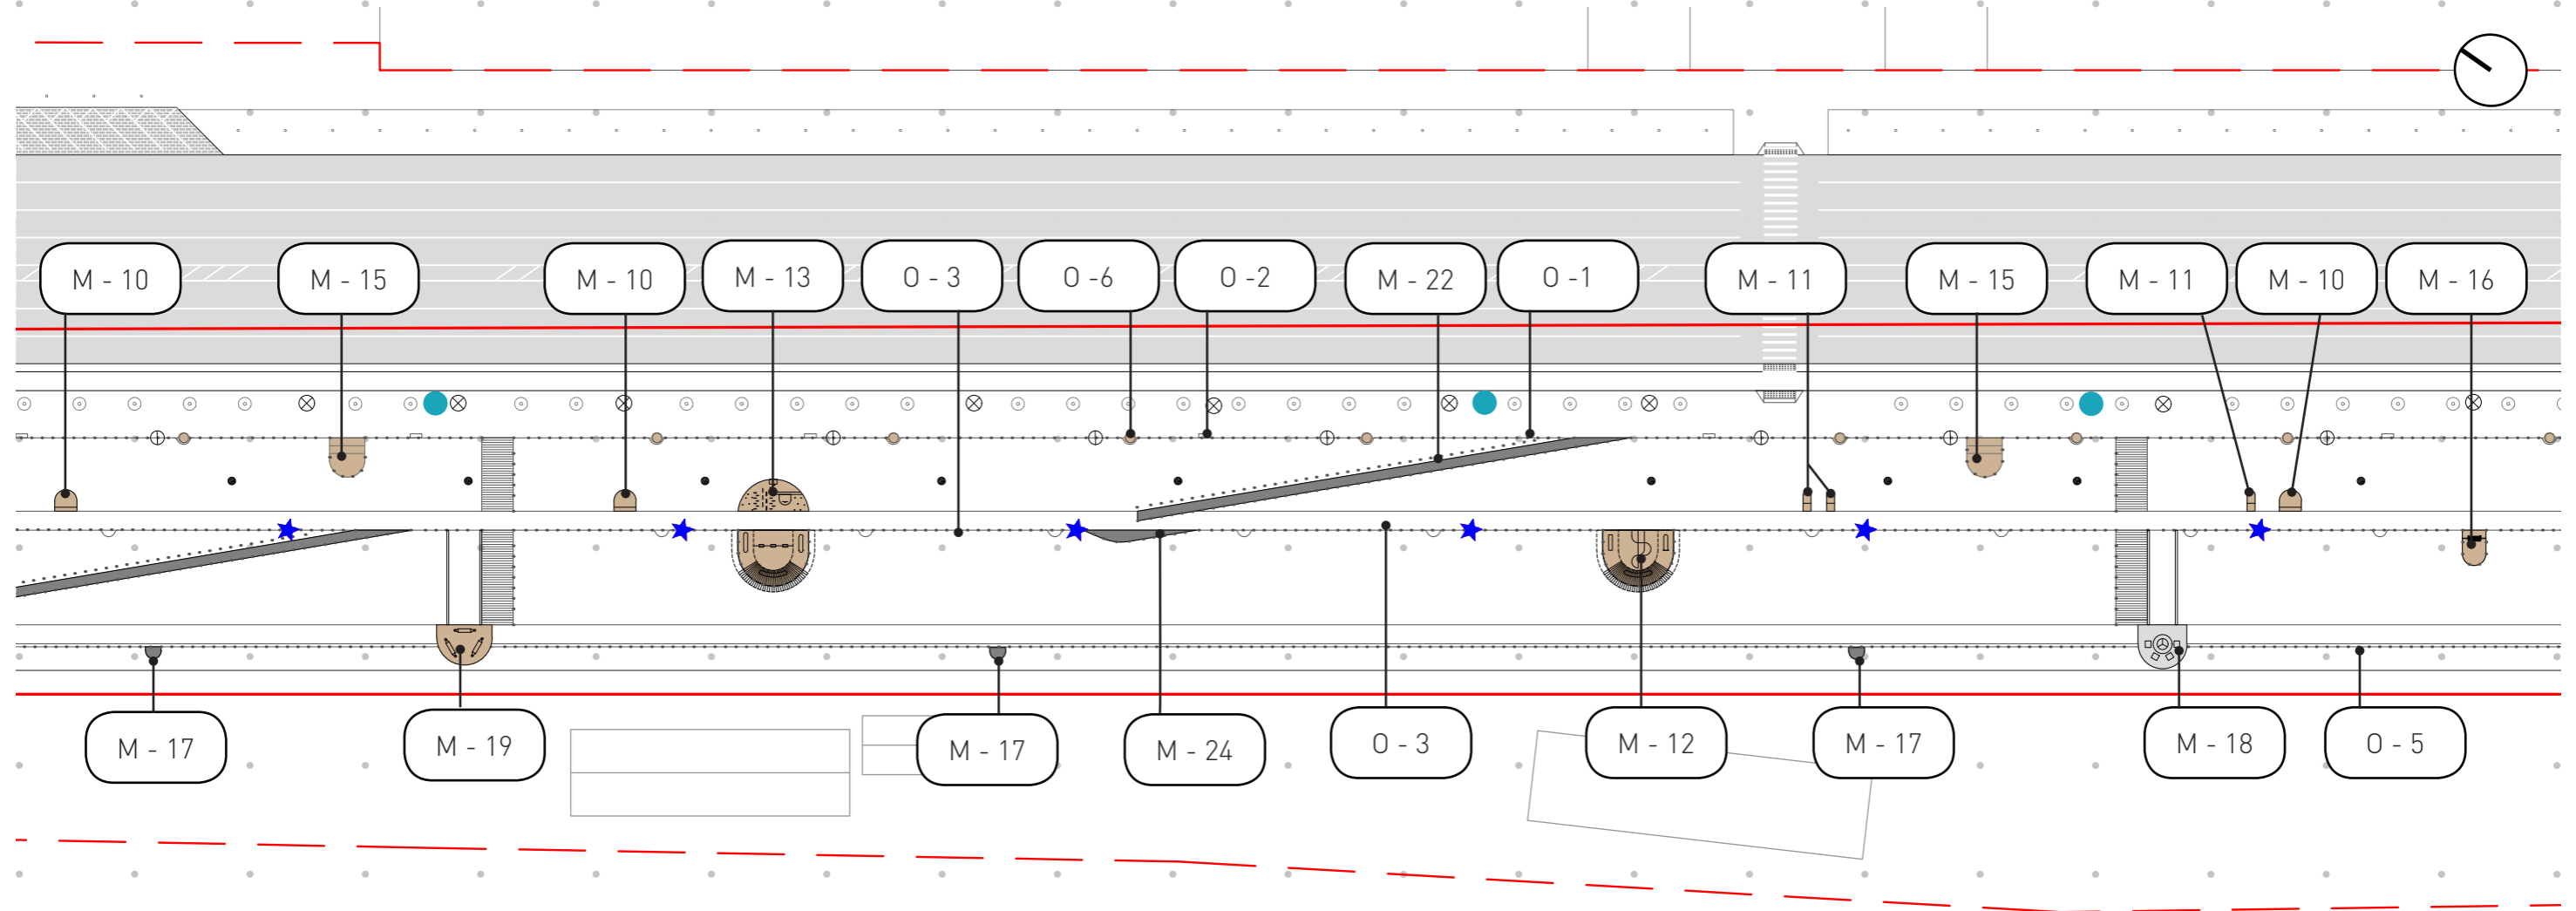 M - 10
M - 15
M - 10
M - 13
O - 3
O -6
O -2
M - 22
O -1
M - 11
M - 15
M - 11
M - 10
M - 16
M - 17
M - 19
M - 17
M - 24
O - 3
M - 12
M - 17
M - 18
O - 5